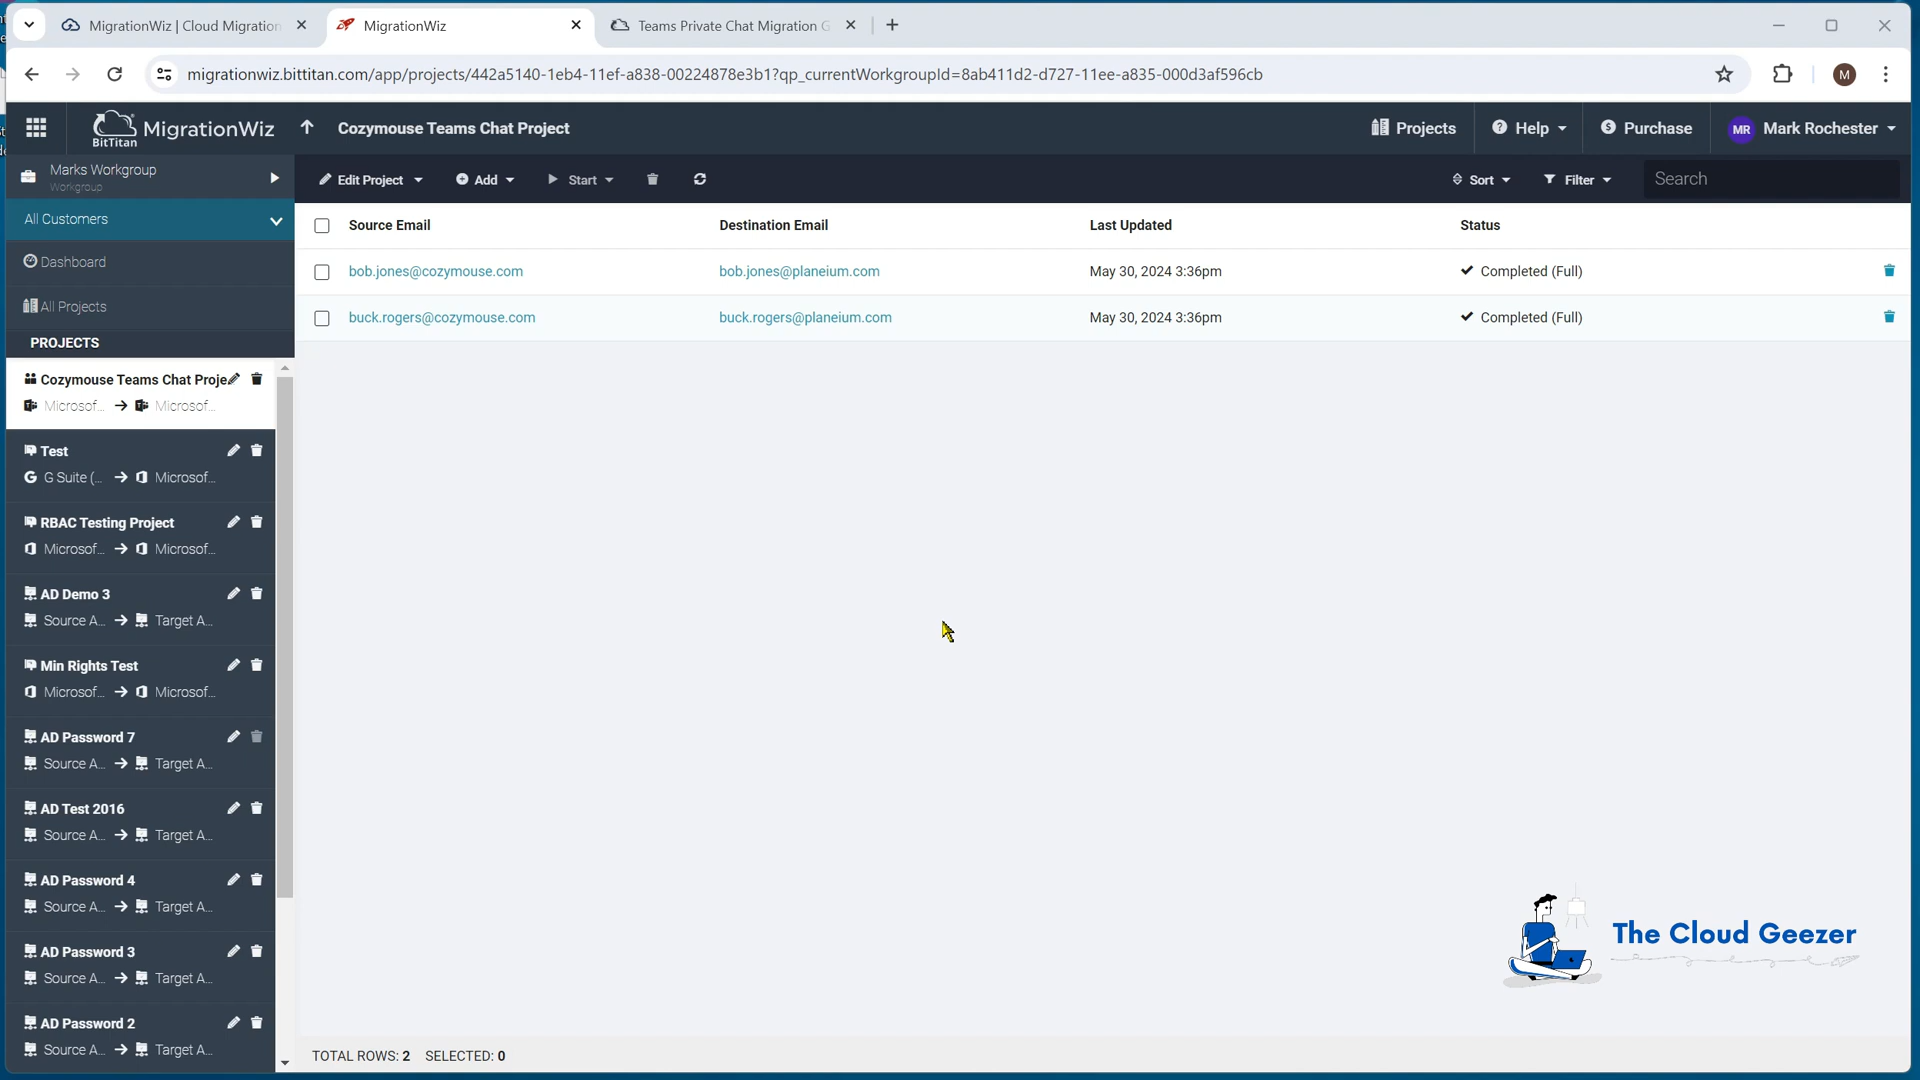 MigrationWiz | Cloud Migration
MigrationWiz
Teams Private Chat Migration G
migrationwiz.bittitan.com/app/projects/442a5140-1eb4-11ef-a838-00224878e3b1?qp_currentWorkgroupId=8ab411d2-d727-11ee-a835-000d3af596cb
M
BitTitan
MigrationWiz
Cozymouse Teams Chat Project
Projects
Help
Purchase
MR
Mark Rochester
Marks Workgroup
Workgroup
Edit Project
Add
Start
Sort
Filter
Search
All Customers
Dashboard
All Projects
PROJECTS
Cozymouse Teams Chat Proje
Microsof... Microsof...
Test
G Suite (... Microsof...
RBAC Testing Project
Microsof... Microsof...
AD Demo 3
Source A... Target A...
Min Rights Test
Microsof... Microsof...
AD Password 7
Source A... Target A...
AD Test 2016
Source A... Target A...
AD Password 4
Source A... Target A...
AD Password 3
Source A... Target A...
AD Password 2
Source A... Target A...
Source Email Destination Email Last Updated Status
bob.jones@cozymouse.com bob.jones@planeium.com May 30, 2024 3:36pm Completed (Full)
buck.rogers@cozymouse.com buck.rogers@planeium.com May 30, 2024 3:36pm Completed (Full)
The Cloud Geezer
TOTAL ROWS: 2 SELECTED: 0